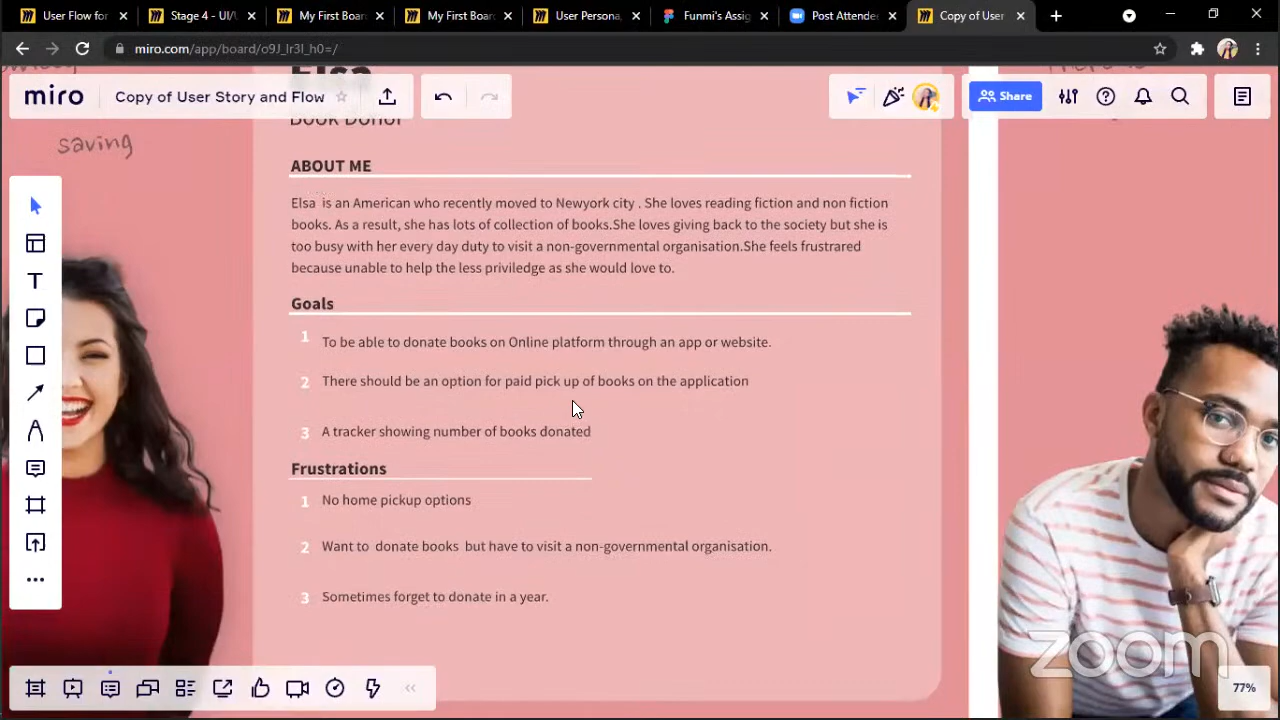 User Flow for
Stage 4 - UI/U
My First Boar
My First Boar
User Persona,
Funmi's Assig
Post Attende
Copy of User
miro.com/app/board/o9J_lr3l_h0=/
Elsa
miro
Copy of User Story and Flow
Share
Book Donor
saving
ABOUT ME
Elsa is an American who recently moved to Newyork city . She loves reading fiction and non fiction
books. As a result, she has lots of collection of books.She loves giving back to the society but she is
too busy with her every day duty to visit a non-governmental organisation.She feels frustrared
because unable to help the less priviledge as she would love to.
Goals
1 To be able to donate books on Online platform through an app or website.
2 There should be an option for paid pick up of books on the application
3 A tracker showing number of books donated
Frustrations
1 No home pickup options
2 Want to donate books but have to visit a non-governmental organisation.
3 Sometimes forget to donate in a year.
zoom
77%